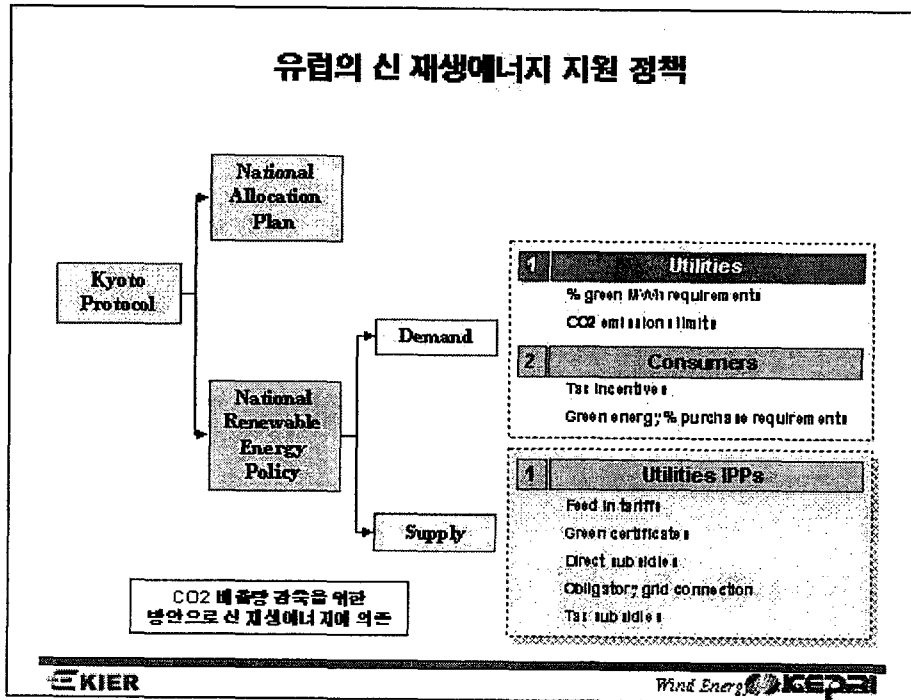 유럽의 신 재생에너지 지원 정책
National
Allocation
Plan
Kyoto
Protocol
National
Renewable
Energy
Policy
Demand
Supply
1 Utilities
% green MWh requirements
CO2 emissions limits
2 Consumers
Tax incentives
Green energy % purchase requirements
1 Utilities IPPs
Feed in tariffs
Green certificates
Direct subsidies
Obligatory grid connection
Tax subsidies
CO2 배출량 감축을 위한
방안으로 신 재생에너지에 의존
KIER
Wind Energy KEPRI